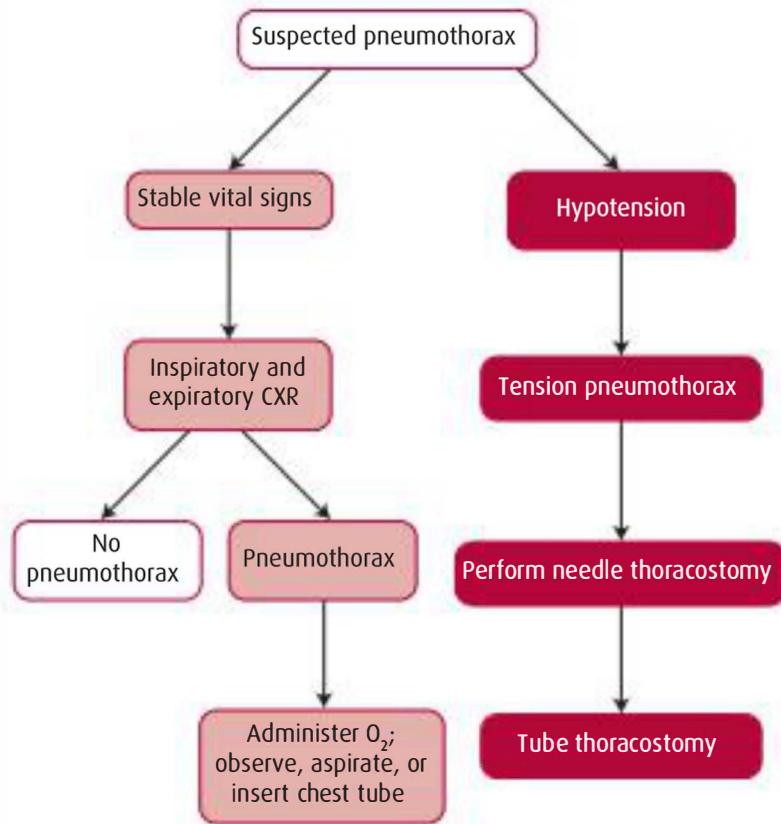 Suspected pneumothorax
Stable vital signs
Hypotension
Inspiratory and
expiratory CXR
Tension pneumothorax
No
pneumothorax
Pneumothorax
Perform needle thoracostomy
Administer O₂;
observe, aspirate, or
insert chest tube
Tube thoracostomy